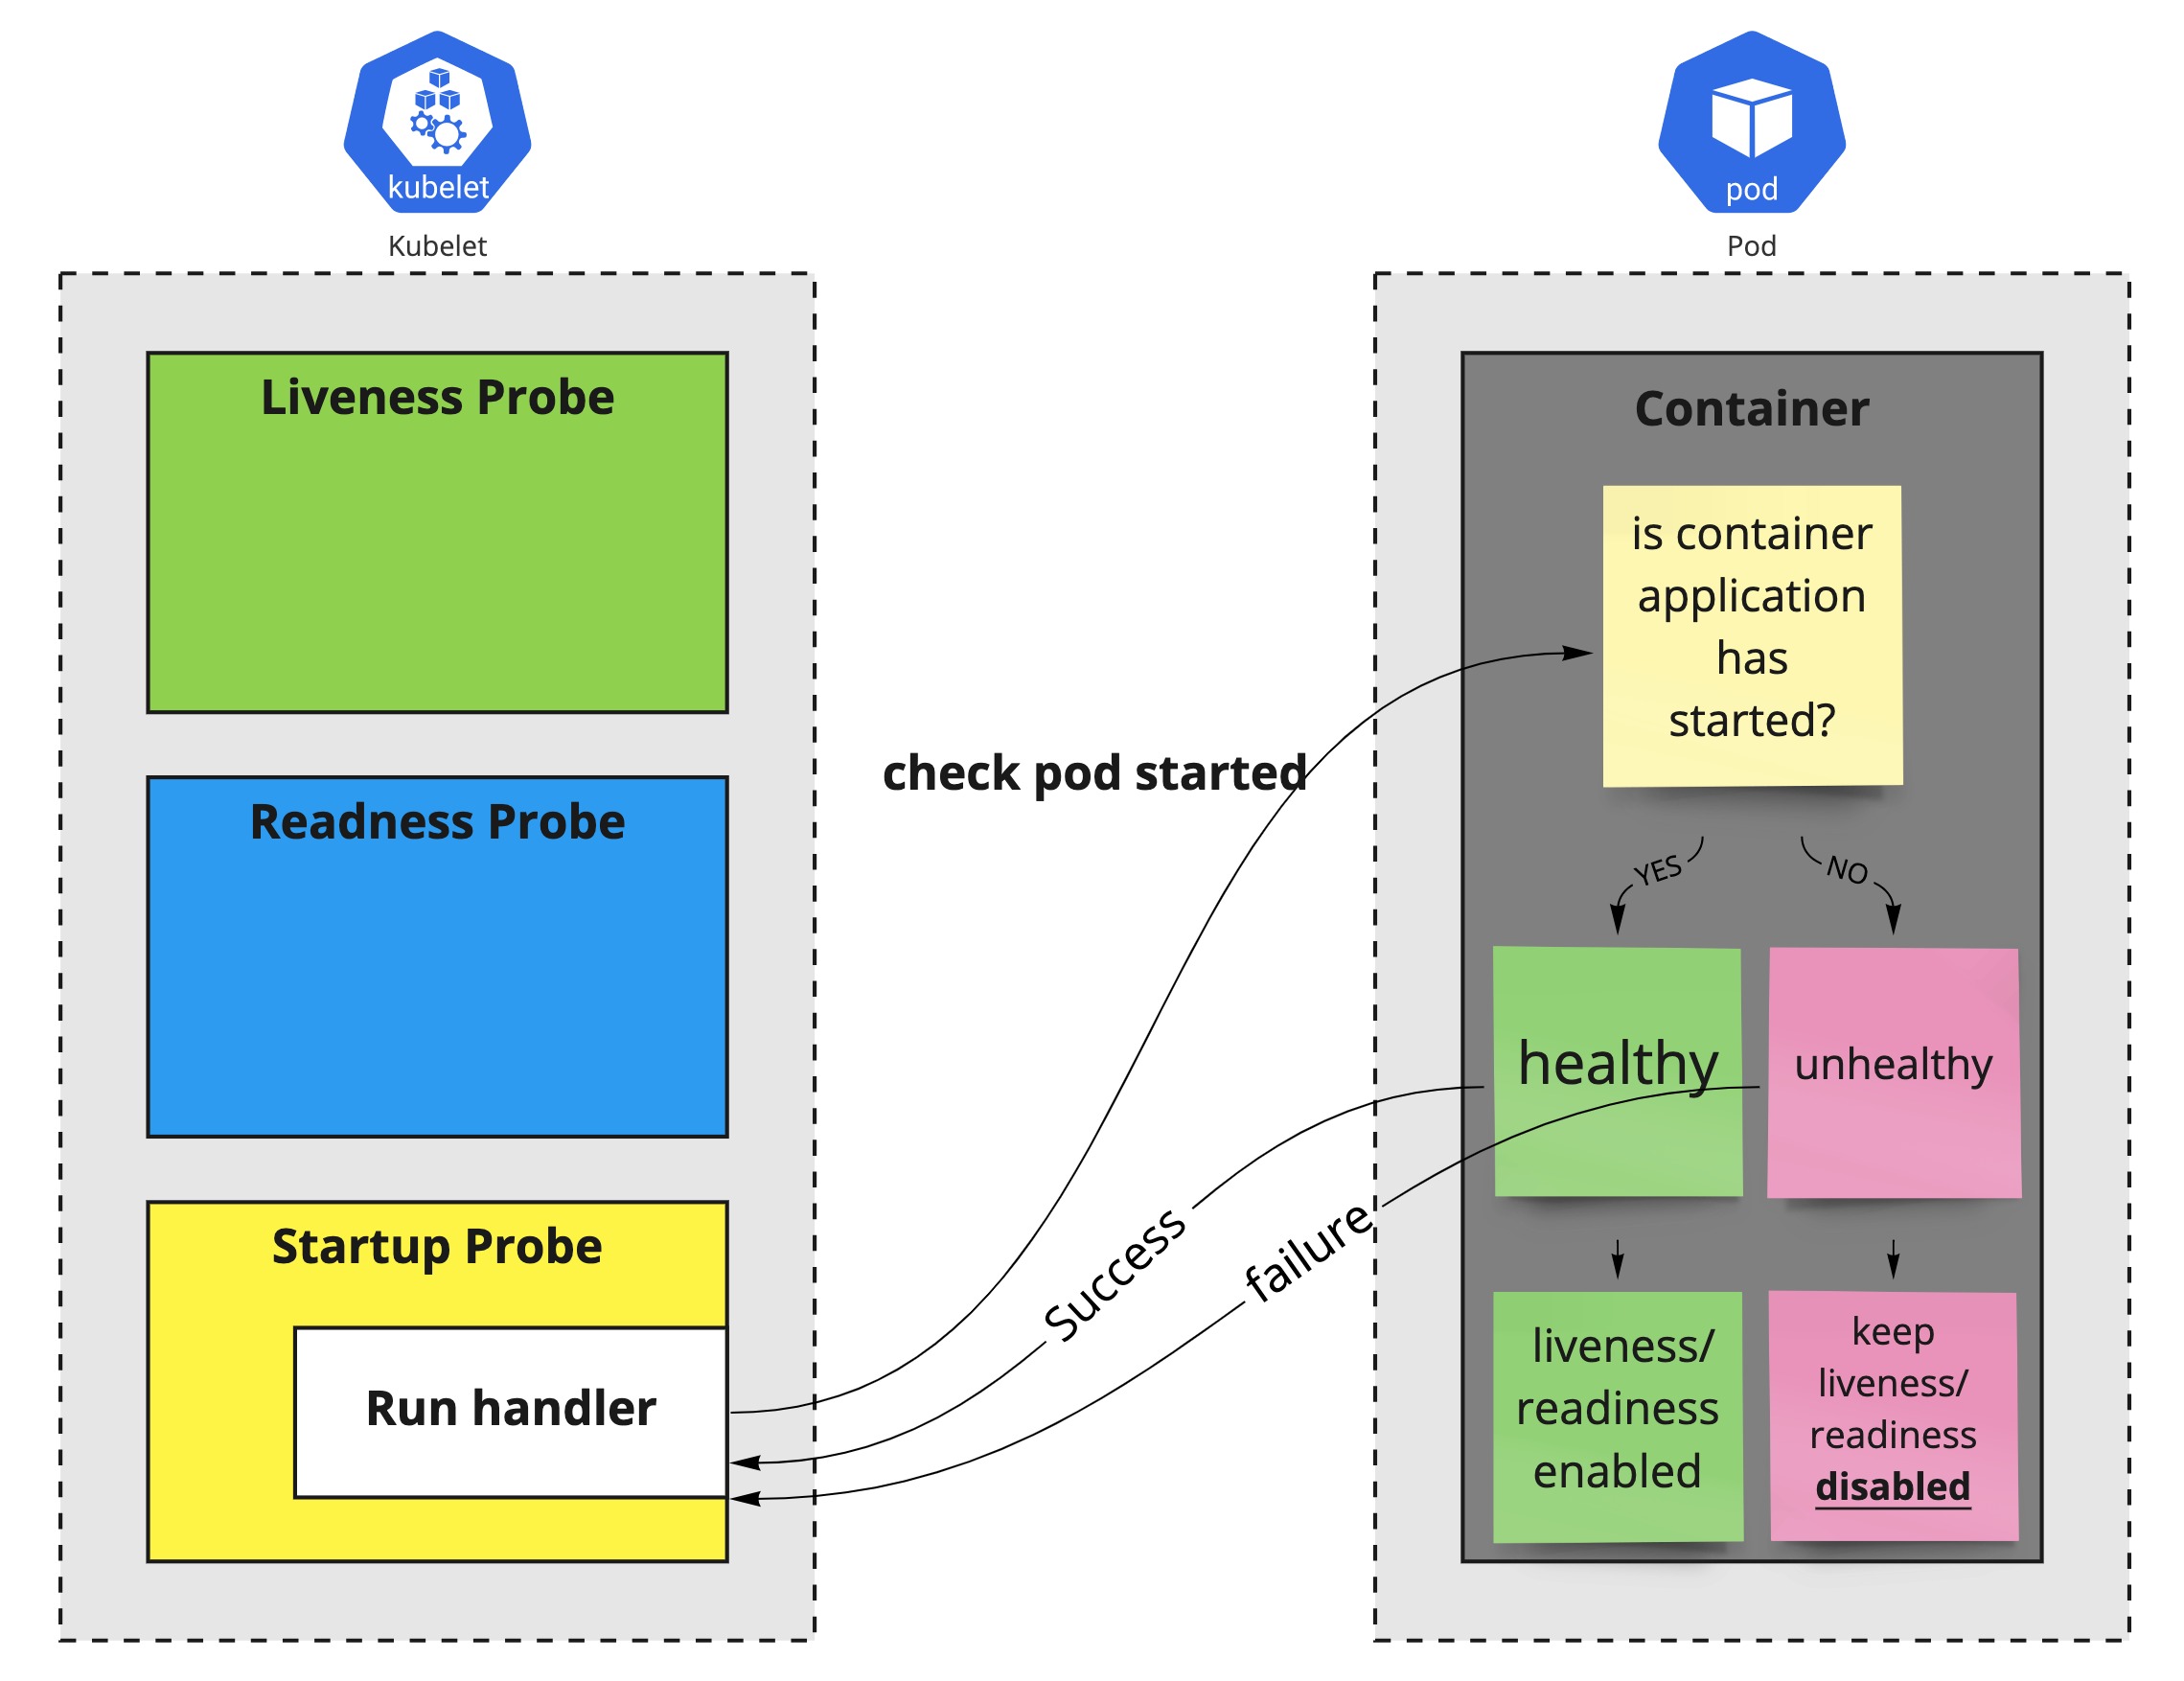 kubelet
Kubelet
pod
Pod
Liveness Probe
Readness Probe
Startup Probe
Run handler
check pod started
Success
failure
Container
is container
application
has
started?
YES
NO
healthy
unhealthy
liveness/
readiness
enabled
keep
liveness/
readiness
disabled